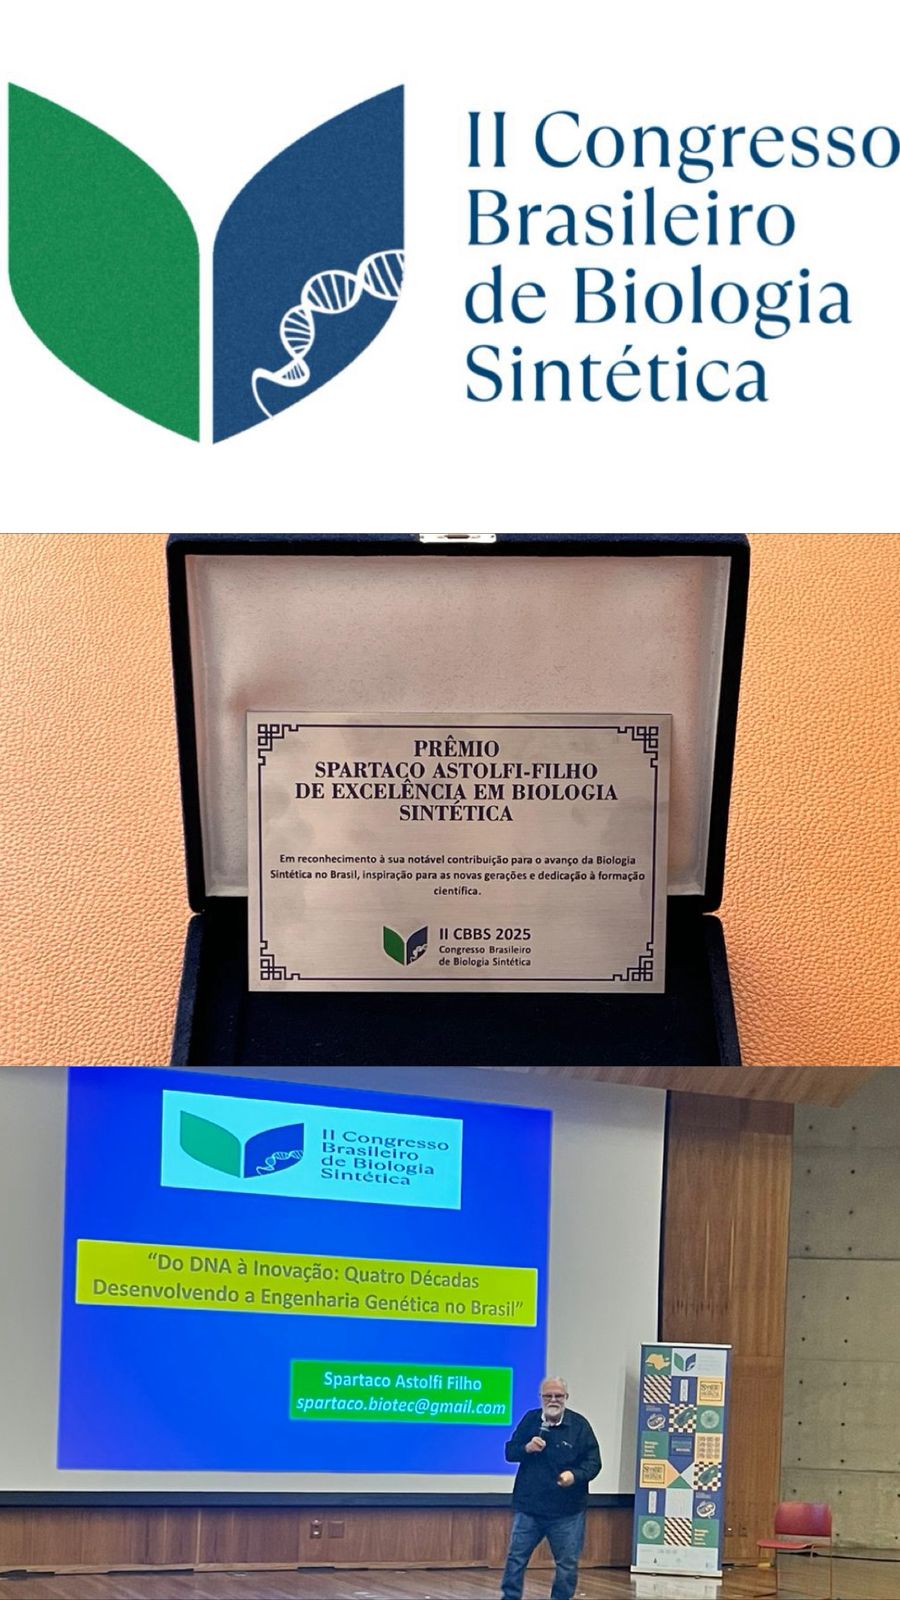 II Congresso
Brasileiro
de Biologia
Sintética
PRÊMIO
SPARTACO ASTOLFI-FILHO
DE EXCELÊNCIA EM BIOLOGIA
SINTÉTICA
Em reconhecimento à sua notável contribuição para o avanço da Biologia
Sintética no Brasil, inspiração para as novas gerações e dedicação à formação
científica.
II CBBS 2025
Congresso Brasileiro
de Biologia Sintética
II Congresso
Brasileiro
de Biologia
Sintética
“Do DNA à Inovação: Quatro Décadas
Desenvolvendo a Engenharia Genética no Brasil”
Spartaco Astolfi Filho
spartaco.biotec@gmail.com